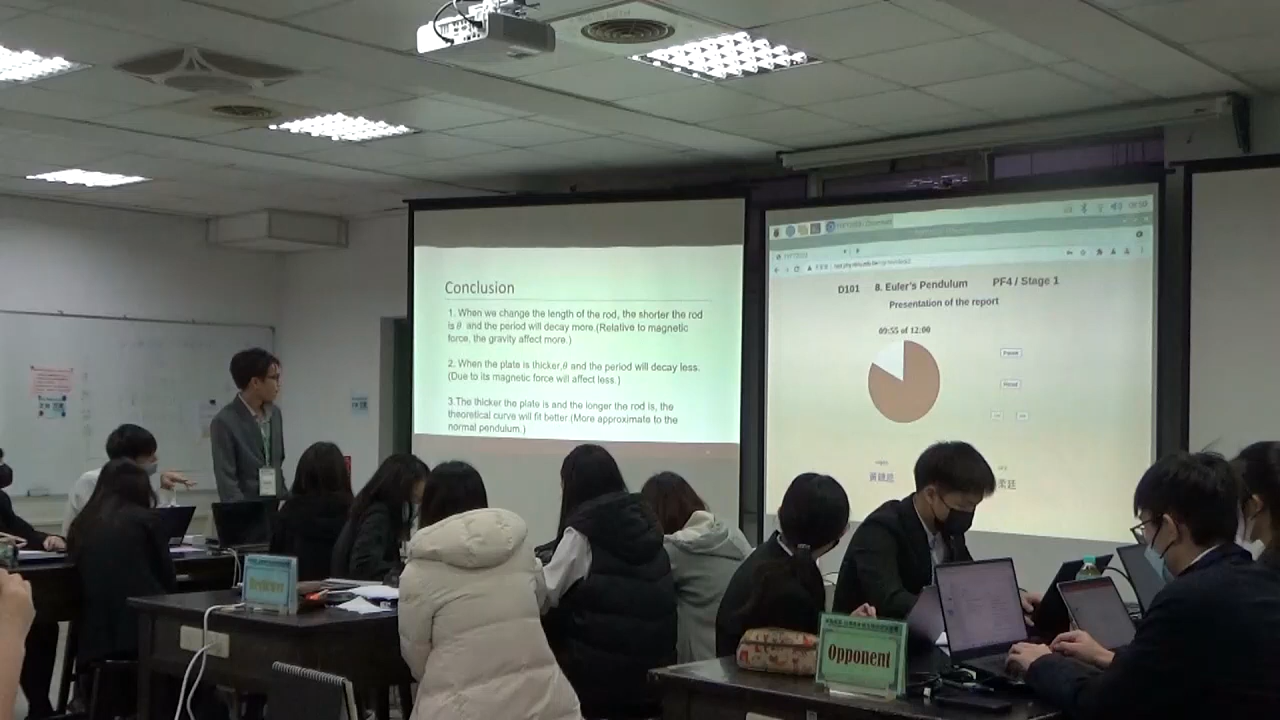 Conclusion
1. When we change the length of the rod, the shorter the rod
is θ and the period will decay more.(Relative to magnetic
force, the gravity affect more.)
2. When the plate is thicker,θ and the period will decay less.
(Due to its magnetic force will affect less.)
3.The thicker the plate is and the longer the rod is, the
theoretical curve will fit better (More approximate to the
normal pendulum.)
D101 8. Euler's Pendulum PF4 / Stage 1
Presentation of the report
09:55 of 12:00
Reviewer
Opponent